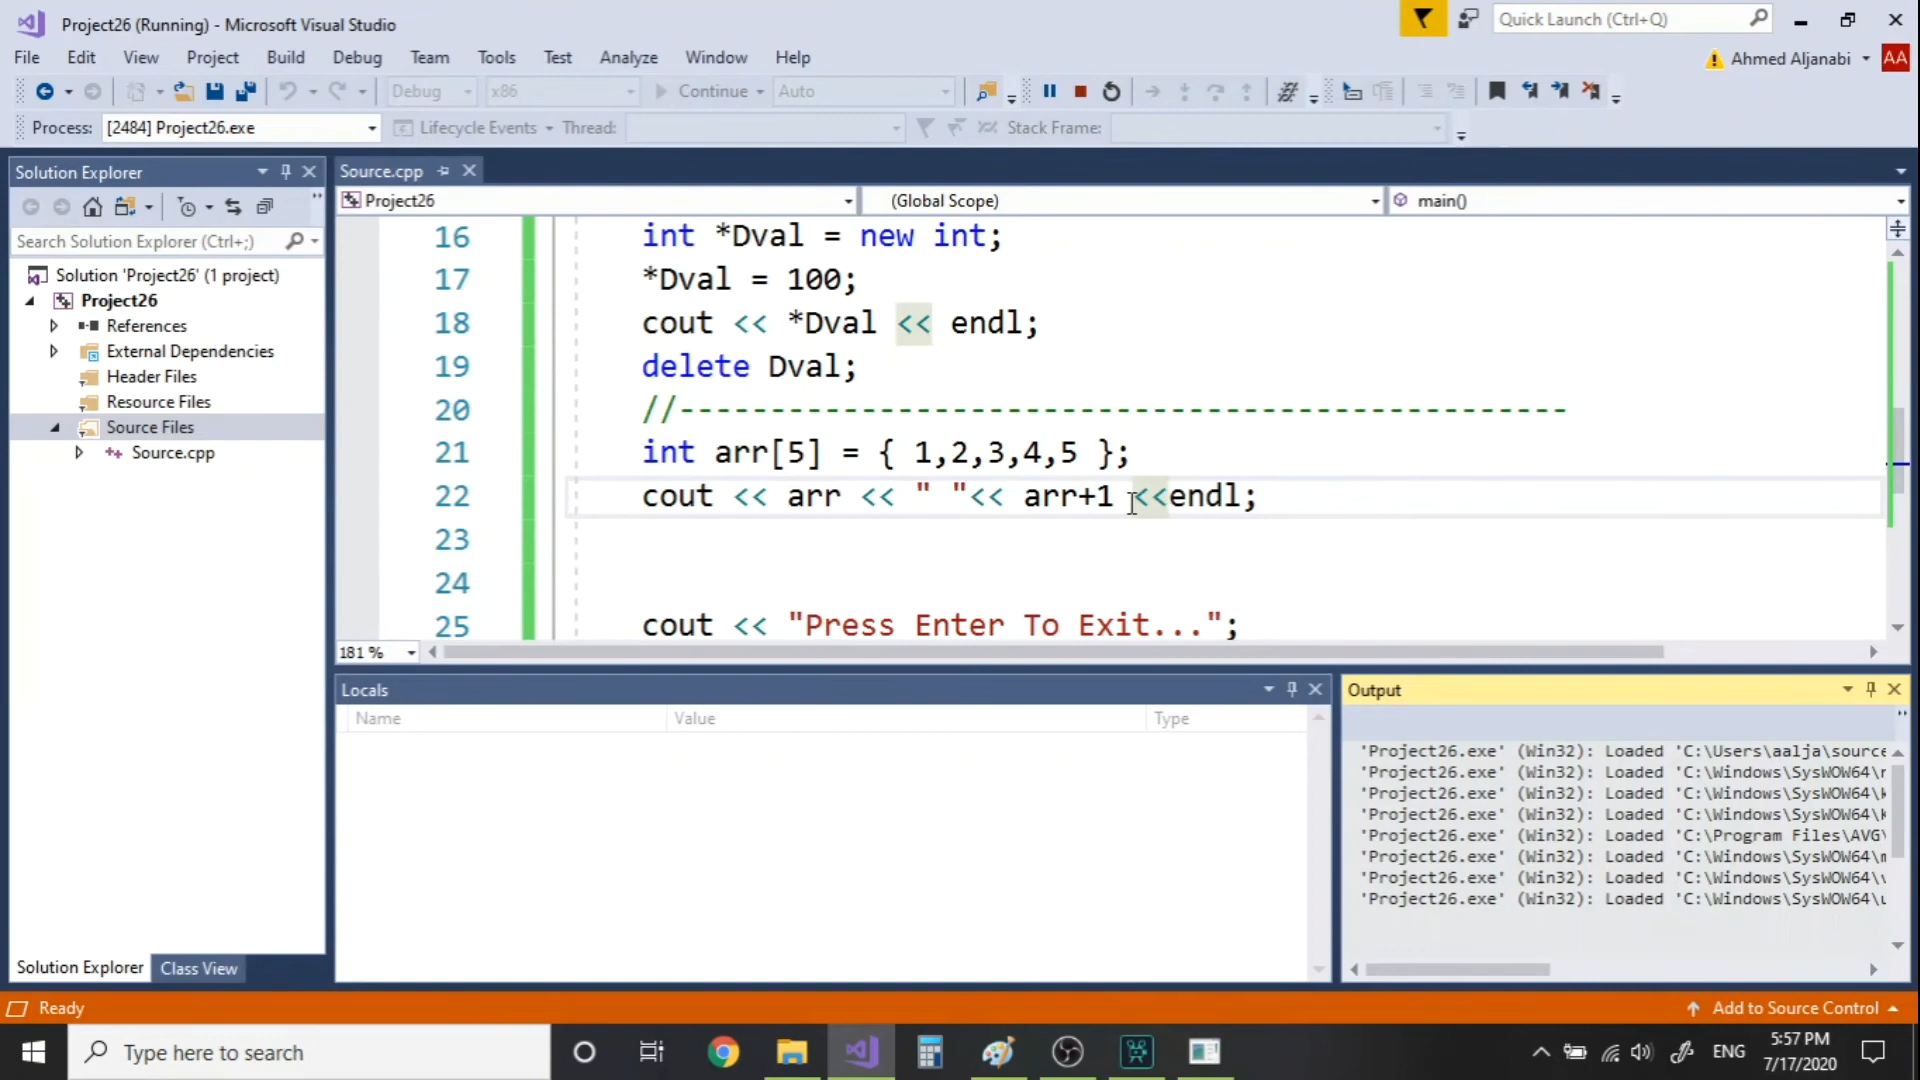 Project26 (Running) - Microsoft Visual Studio
Quick Launch (Ctrl+Q)
File Edit View Project Build Debug Team Tools Test Analyze Window Help
Ahmed Aljanabi AA
Debug x86 Continue Auto
Process: [2484] Project26.exe Lifecycle Events Thread: Stack Frame:
Solution Explorer
Search Solution Explorer (Ctrl+;)
Solution 'Project26' (1 project)
Project26
References
External Dependencies
Header Files
Resource Files
Source Files
Source.cpp
Solution Explorer Class View
Source.cpp
Project26 (Global Scope) main()
16 int *Dval = new int;
17 *Dval = 100;
18 cout << *Dval << endl;
19 delete Dval;
20 //-------------------------------------------------
21 int arr[5] = { 1,2,3,4,5 };
22 cout << arr << " "<< arr+1 <<endl;
23
24
25 cout << "Press Enter To Exit...";
181 %
Locals
Name Value Type
Output
'Project26.exe' (Win32): Loaded 'C:\Users\aalja\source
'Project26.exe' (Win32): Loaded 'C:\Windows\SysWOW64\
'Project26.exe' (Win32): Loaded 'C:\Windows\SysWOW64\
'Project26.exe' (Win32): Loaded 'C:\Windows\SysWOW64\
'Project26.exe' (Win32): Loaded 'C:\Program Files\AVG\
'Project26.exe' (Win32): Loaded 'C:\Windows\SysWOW64\
'Project26.exe' (Win32): Loaded 'C:\Windows\SysWOW64\
'Project26.exe' (Win32): Loaded 'C:\Windows\SysWOW64\
Ready
Add to Source Control
Type here to search
ENG
5:57 PM
7/17/2020